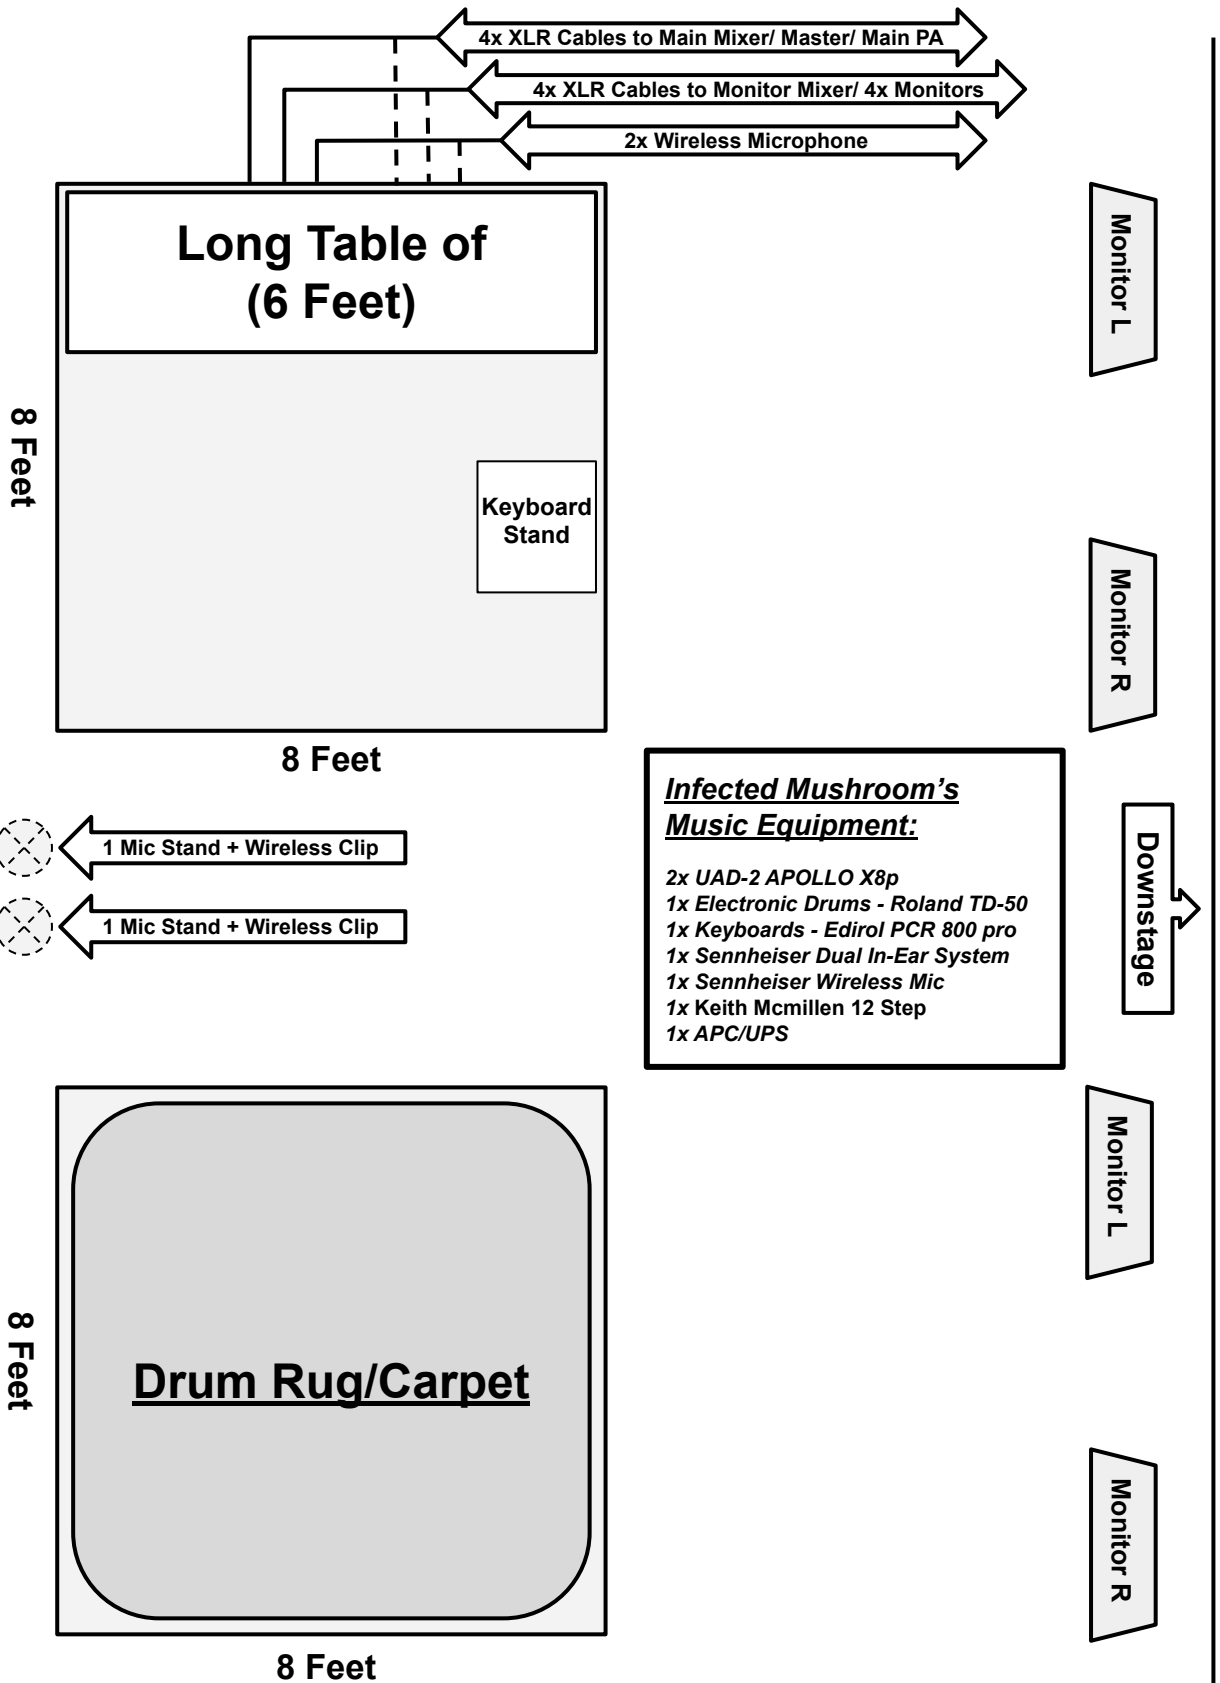 4x XLR Cables to Main Mixer/ Master/ Main PA
4x XLR Cables to Monitor Mixer/ 4x Monitors
2x Wireless Microphone
Long Table of
(6 Feet)
Monitor L
8 Feet
Keyboard
Stand
Monitor R
8 Feet
1 Mic Stand + Wireless Clip
1 Mic Stand + Wireless Clip
Infected Mushroom’s
Music Equipment:
2x UAD-2 APOLLO X8p
1x Electronic Drums - Roland TD-50
1x Keyboards - Edirol PCR 800 pro
1x Sennheiser Dual In-Ear System
1x Sennheiser Wireless Mic
1x Keith Mcmillen 12 Step
1x APC/UPS
Downstage
Monitor L
8 Feet
Drum Rug/Carpet
Monitor R
8 Feet